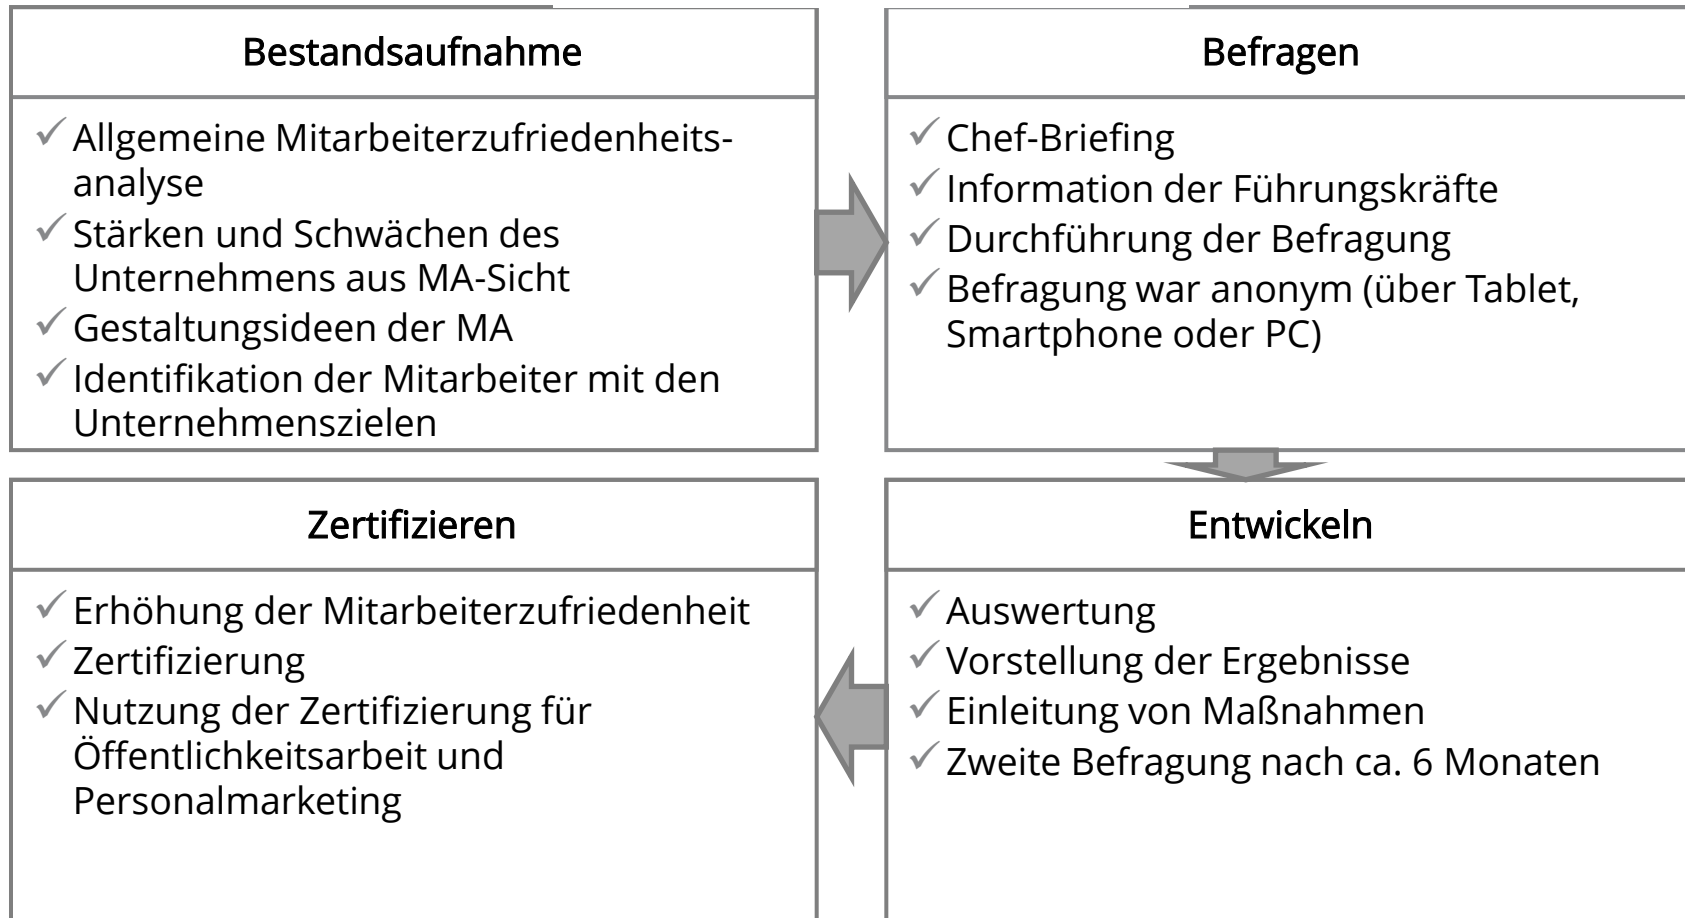 Bestandsaufnahme
✓ Allgemeine Mitarbeiterzufriedenheits-
analyse
✓ Stärken und Schwächen des
Unternehmens aus MA-Sicht
✓ Gestaltungsideen der MA
✓ Identifikation der Mitarbeiter mit den
Unternehmenszielen
Befragen
✓ Chef-Briefing
✓ Information der Führungskräfte
✓ Durchführung der Befragung
✓ Befragung war anonym (über Tablet,
Smartphone oder PC)
Entwickeln
✓ Auswertung
✓ Vorstellung der Ergebnisse
✓ Einleitung von Maßnahmen
✓ Zweite Befragung nach ca. 6 Monaten
Zertifizieren
✓ Erhöhung der Mitarbeiterzufriedenheit
✓ Zertifizierung
✓ Nutzung der Zertifizierung für
Öffentlichkeitsarbeit und
Personalmarketing